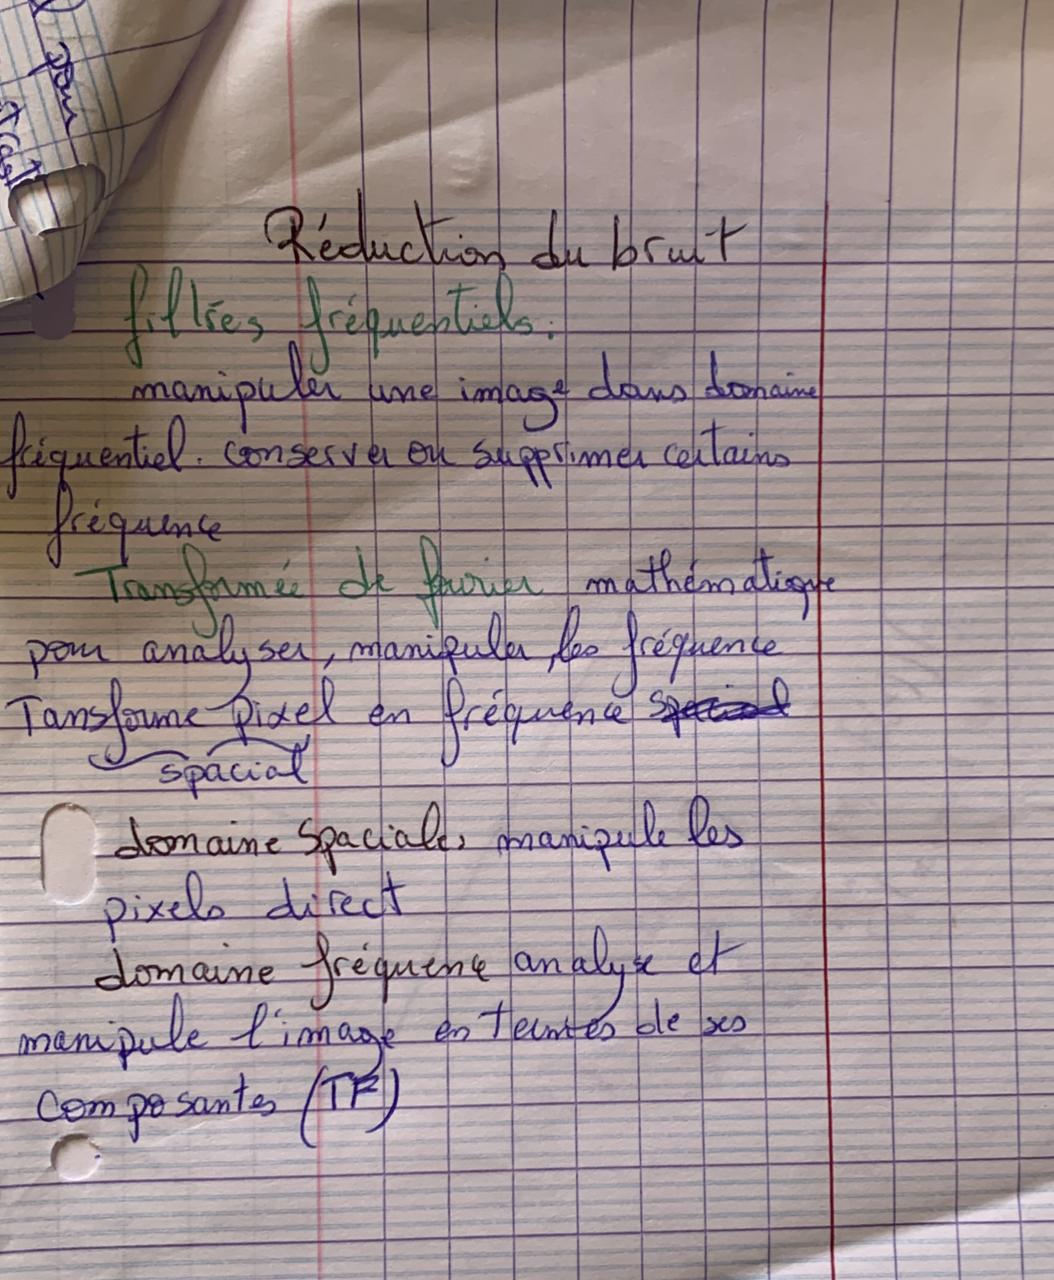 pour
Réduction du bruit
filtres fréquentiels.
manipuler une image dans domaine
fréquentiel. conserver ou supprimer certains
fréquence
Transformée de fourier mathématique
pour analyser, manipuler les fréquence
Tansforme pixel en fréquence
spacial
domaine Spaciale, manipule les
pixels direct
domaine fréquence analyse et
manipule l'image en termes de ses
composantes (TF)